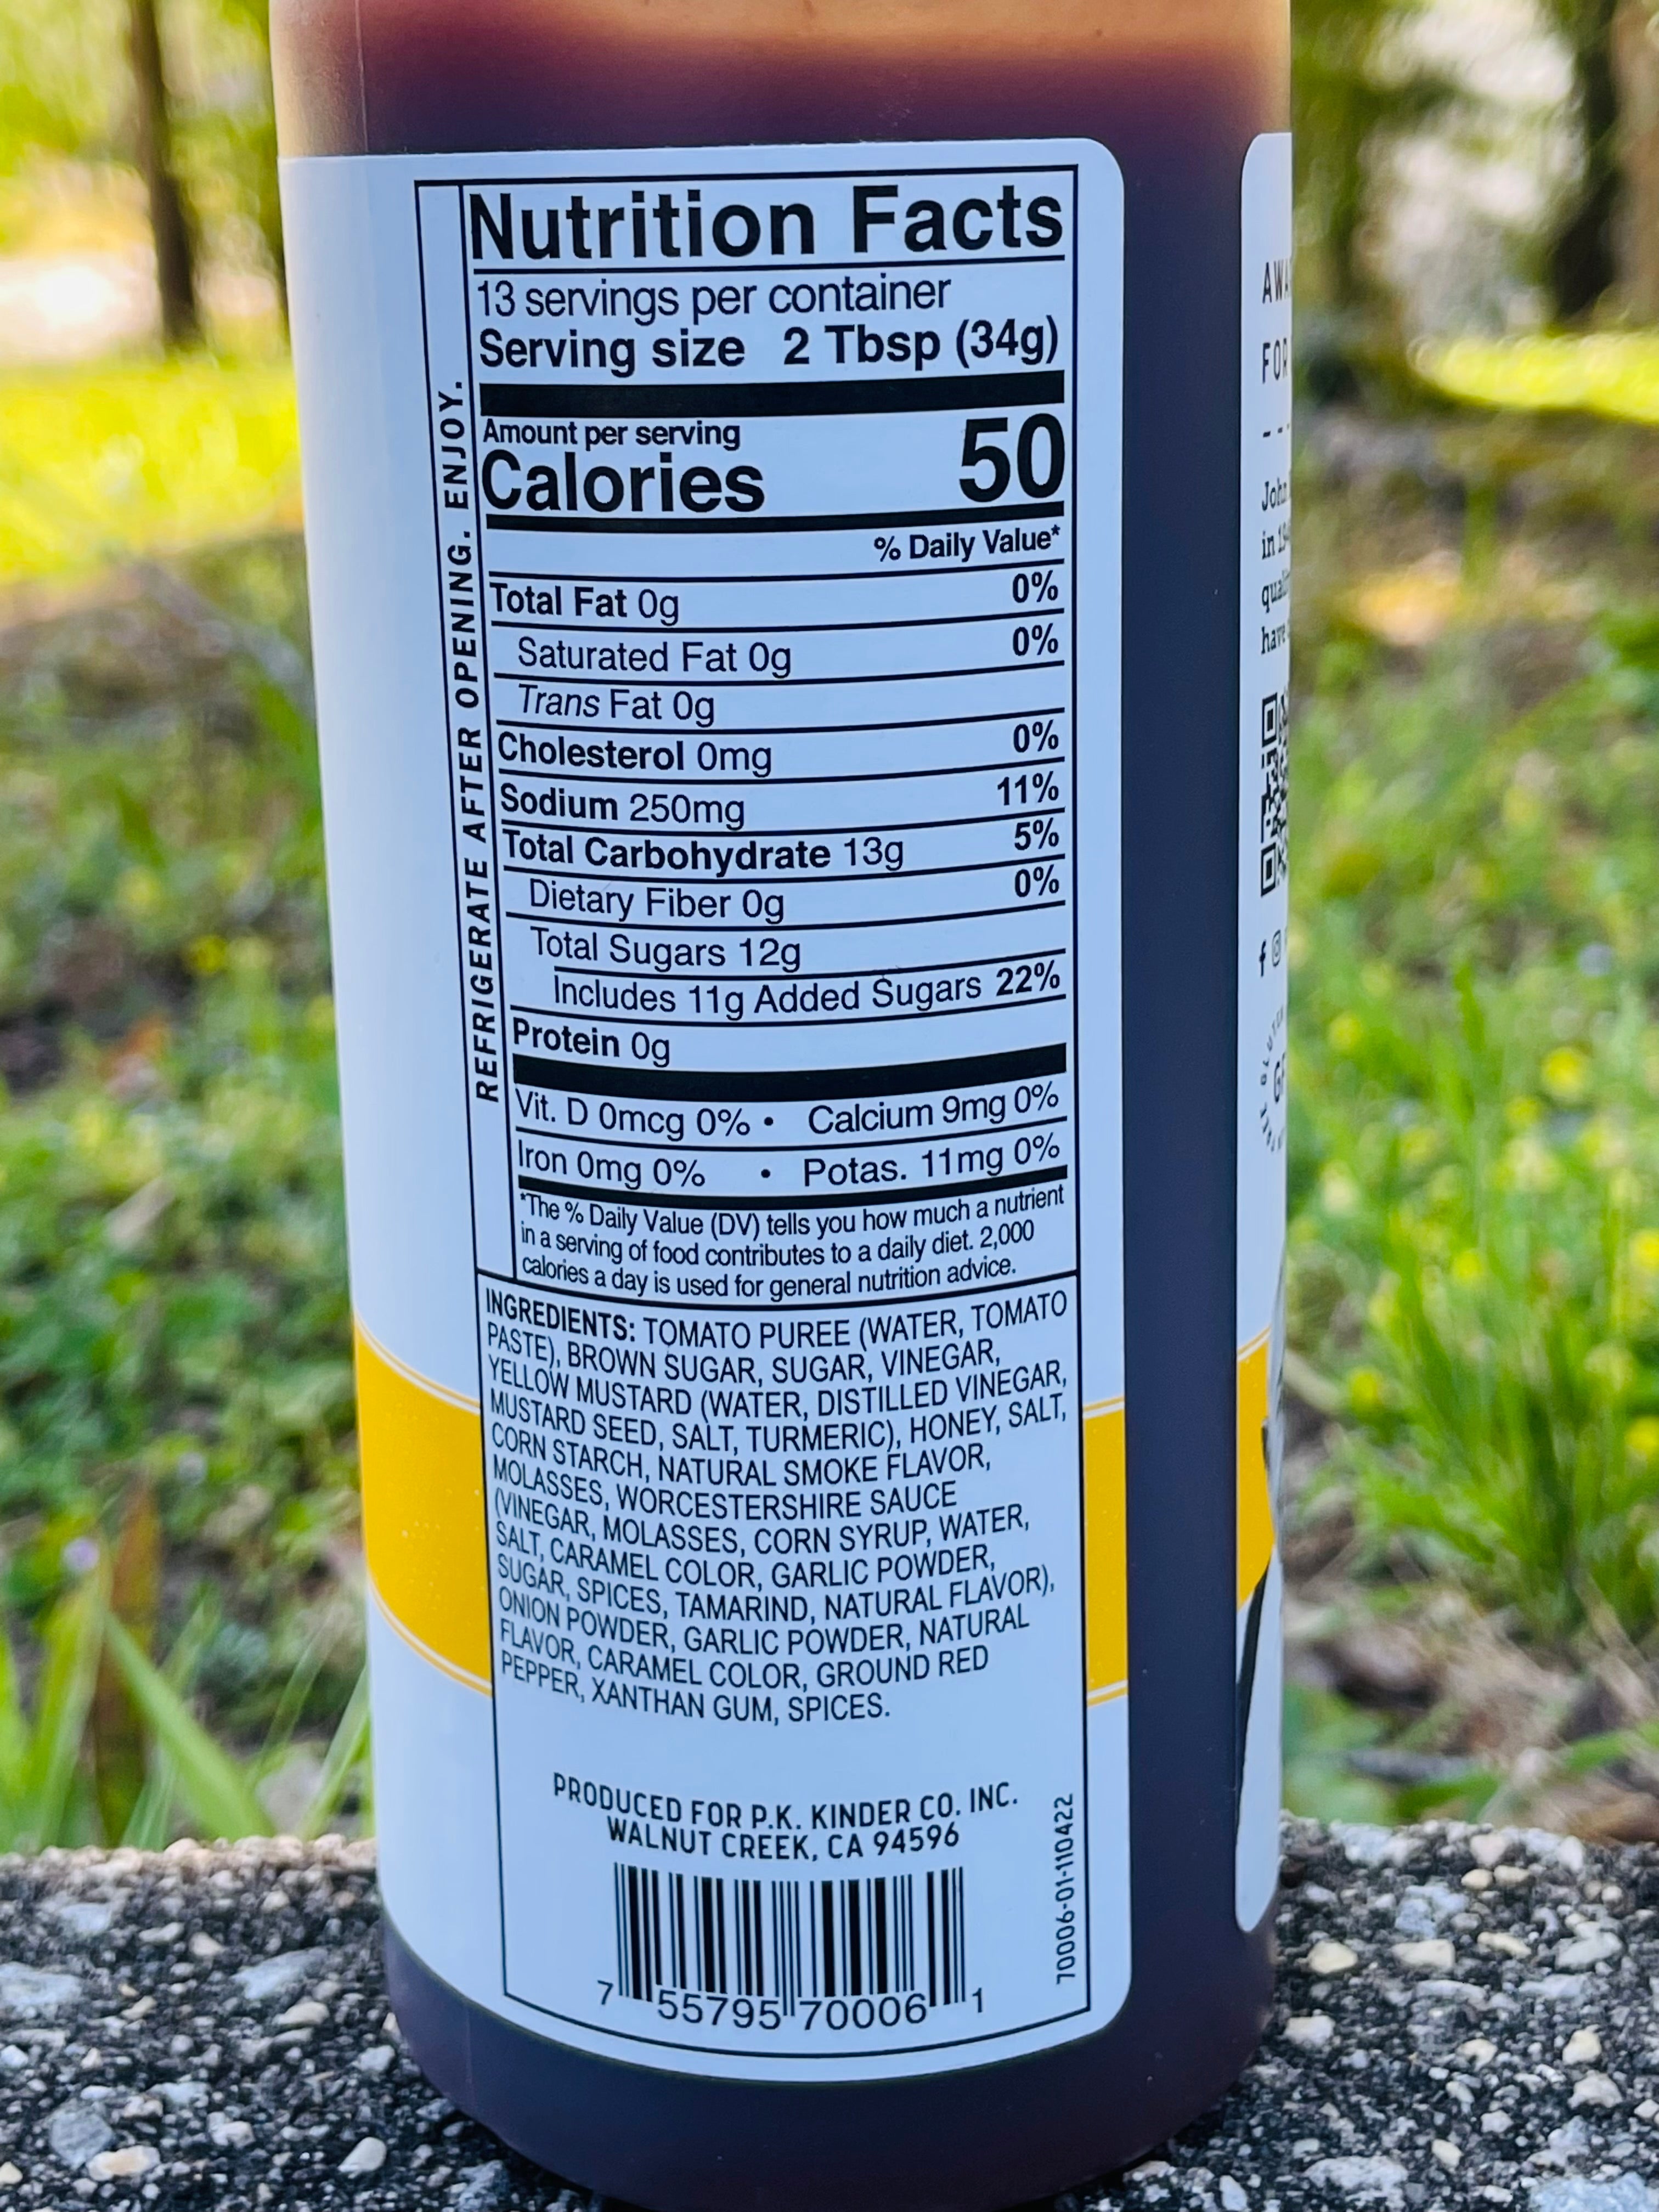 REFRIGERATE AFTER OPENING. ENJOY.
Nutrition Facts
13 servings per container
Serving size 2 Tbsp (34g)
Amount per serving
Calories 50
% Daily Value*
Total Fat 0g 0%
Saturated Fat 0g 0%
Trans Fat 0g
Cholesterol 0mg 0%
Sodium 250mg 11%
Total Carbohydrate 13g 5%
Dietary Fiber 0g 0%
Total Sugars 12g
Includes 11g Added Sugars 22%
Protein 0g
Vit. D 0mcg 0% • Calcium 9mg 0%
Iron 0mg 0% • Potas. 11mg 0%
*The % Daily Value (DV) tells you how much a nutrient
in a serving of food contributes to a daily diet. 2,000
calories a day is used for general nutrition advice.
INGREDIENTS: TOMATO PUREE (WATER, TOMATO
PASTE), BROWN SUGAR, SUGAR, VINEGAR,
YELLOW MUSTARD (WATER, DISTILLED VINEGAR,
MUSTARD SEED, SALT, TURMERIC), HONEY, SALT,
CORN STARCH, NATURAL SMOKE FLAVOR,
MOLASSES, WORCESTERSHIRE SAUCE
(VINEGAR, MOLASSES, CORN SYRUP, WATER,
SALT, CARAMEL COLOR, GARLIC POWDER,
SUGAR, SPICES, TAMARIND, NATURAL FLAVOR),
ONION POWDER, GARLIC POWDER, NATURAL
FLAVOR, CARAMEL COLOR, GROUND RED
PEPPER, XANTHAN GUM, SPICES.
PRODUCED FOR P.K. KINDER CO. INC.
WALNUT CREEK, CA 94596
70006-01-110422
7 55795 70006 1
FOR
John
in
have